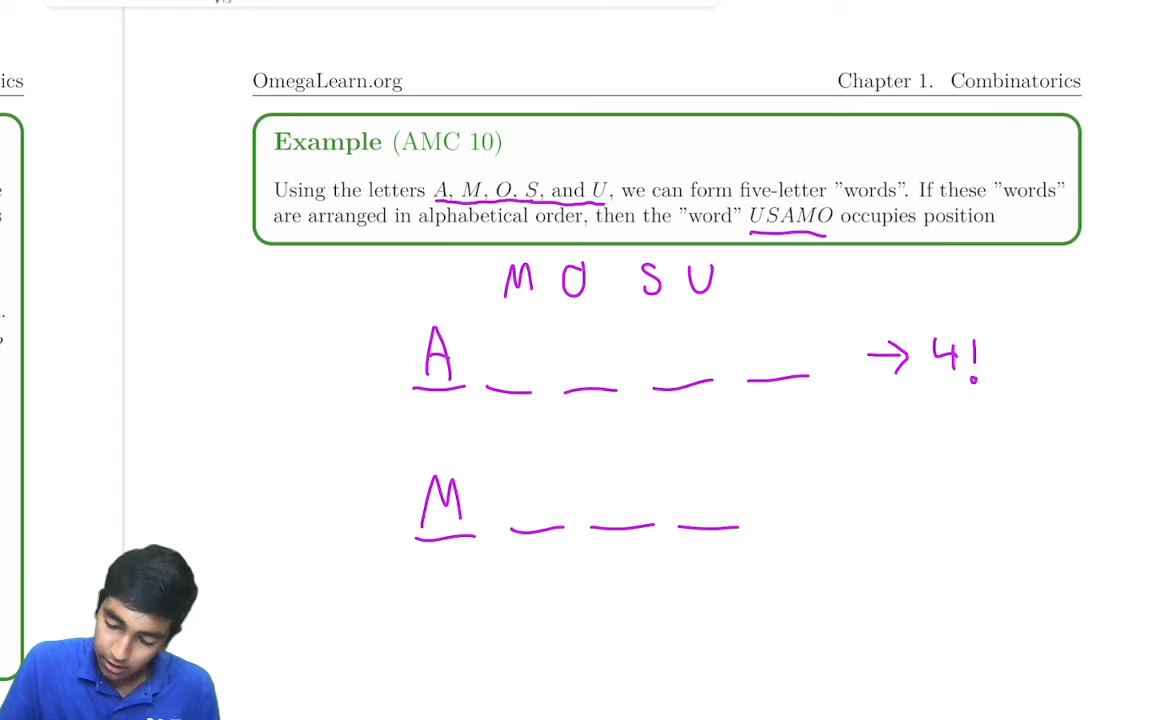 ics
OmegaLearn.org
Chapter 1. Combinatorics
Example (AMC 10)
Using the letters A, M, O, S, and U, we can form five-letter "words". If these "words"
are arranged in alphabetical order, then the "word" USAMO occupies position
M O S U
A _ _ _ _ → 4!
M _ _ _